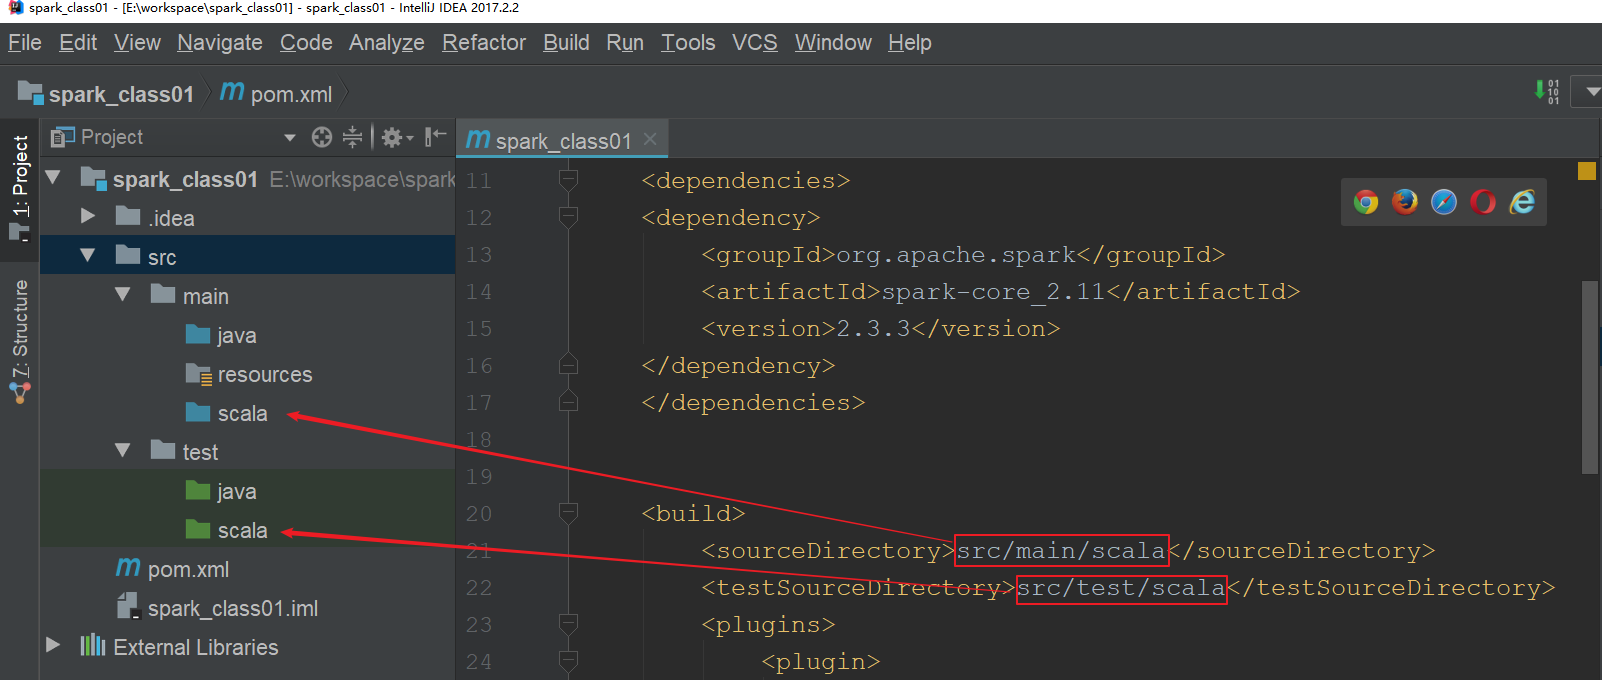 spark_class01 - [E:\workspace\spark_class01] - spark_class01 - IntelliJ IDEA 2017.2.2
File Edit View Navigate Code Analyze Refactor Build Run Tools VCS Window Help
spark_class01 m pom.xml
1: Project
7: Structure
Project
spark_class01 E:\workspace\spark
.idea
src
main
java
resources
scala
test
java
scala
m pom.xml
spark_class01.iml
External Libraries
m spark_class01
11 <dependencies>
12 <dependency>
13 <groupId>org.apache.spark</groupId>
14 <artifactId>spark-core_2.11</artifactId>
15 <version>2.3.3</version>
16 </dependency>
17 </dependencies>
18
19
20 <build>
21 <sourceDirectory>src/main/scala</sourceDirectory>
22 <testSourceDirectory>src/test/scala</testSourceDirectory>
23 <plugins>
24 <plugin>